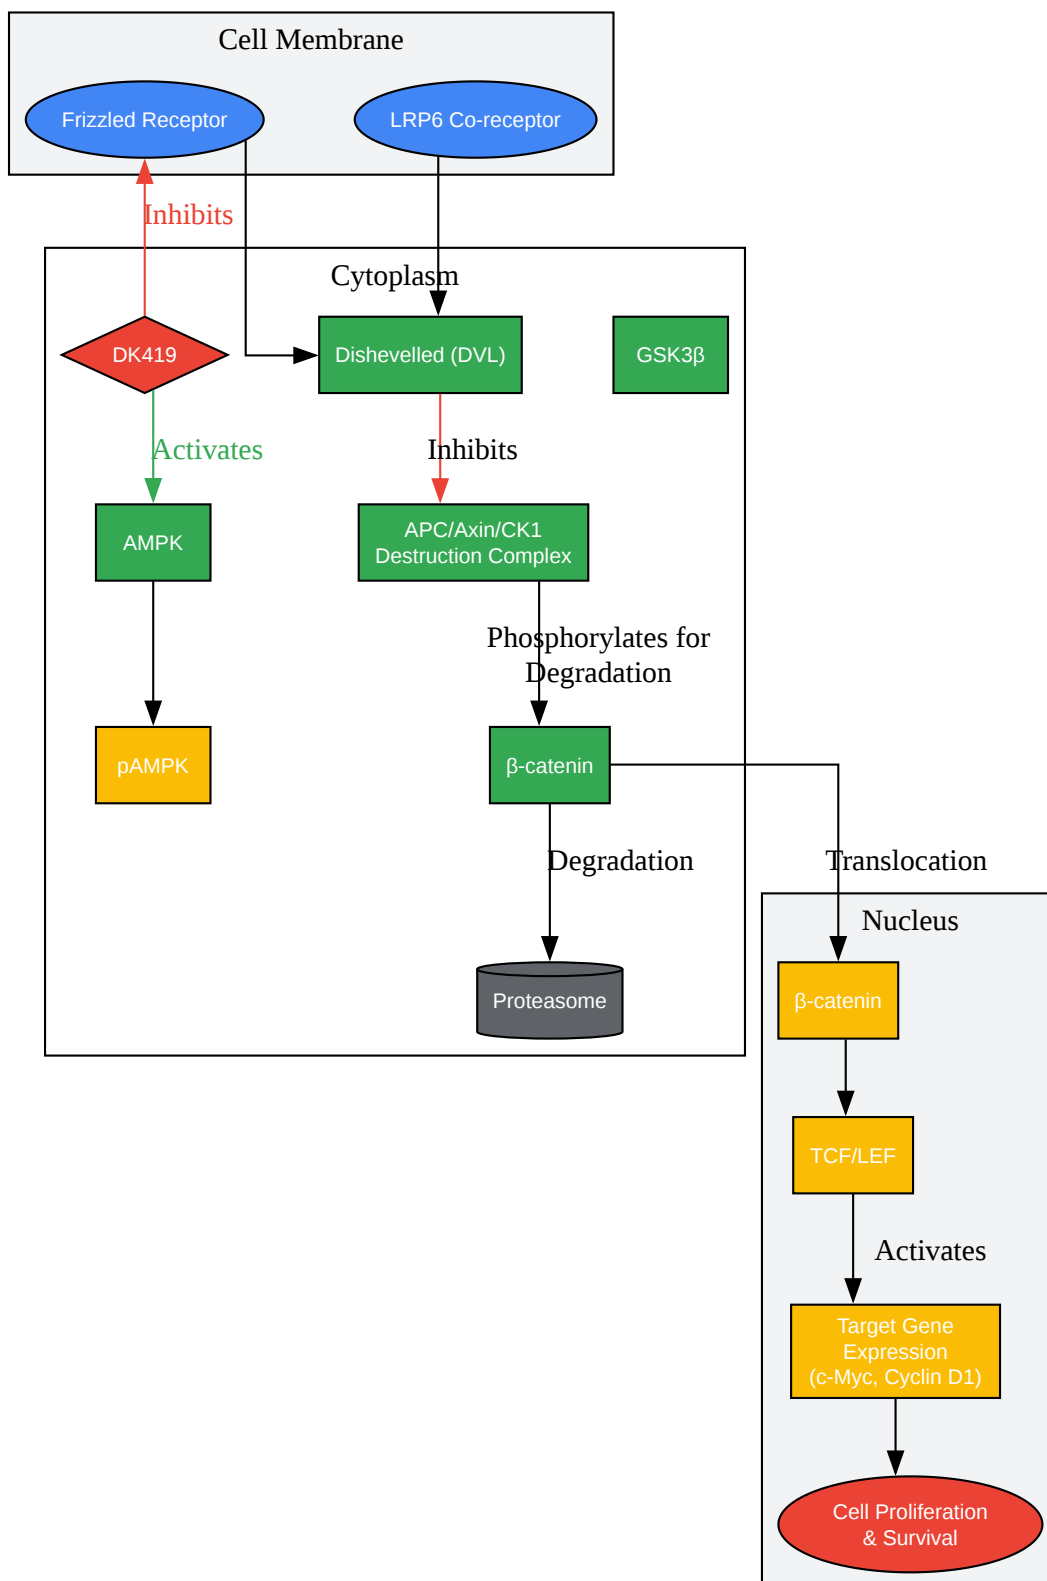 Cell Membrane
Frizzled Receptor
LRP6 Co-receptor
Inhibits
Cytoplasm
DK419
Dishevelled (DVL)
GSK3β
Activates
Inhibits
AMPK
APC/Axin/CK1
Destruction Complex
Phosphorylates for
Degradation
pAMPK
β-catenin
Degradation
Translocation
Nucleus
Proteasome
β-catenin
TCF/LEF
Activates
Target Gene
Expression
(c-Myc, Cyclin D1)
Cell Proliferation
& Survival